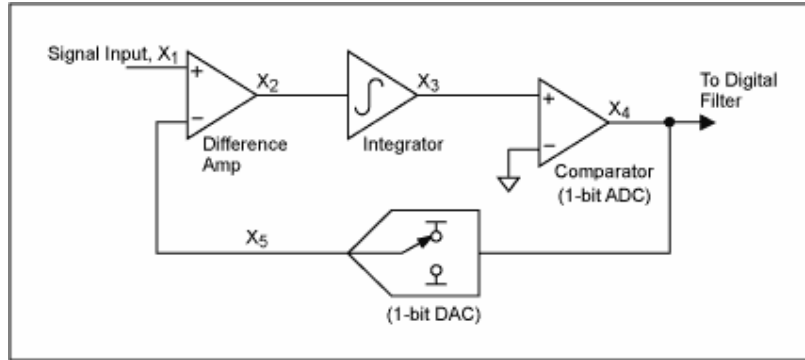 Signal Input, X1
+
−
X2
Difference
Amp
∫
Integrator
X3
+
−
X4
Comparator
(1-bit ADC)
To Digital
Filter
X5
(1-bit DAC)